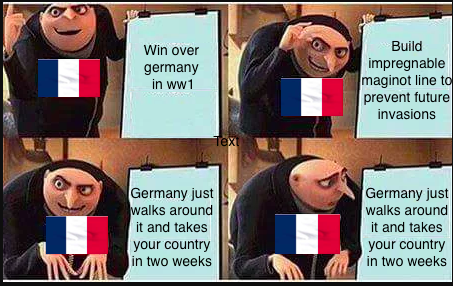 Win over
germany
in ww1
Build
impregnable
maginot line to
prevent future
invasions
Text
Germany just
walks around
it and takes
your country
in two weeks
Germany just
walks around
it and takes
your country
in two weeks